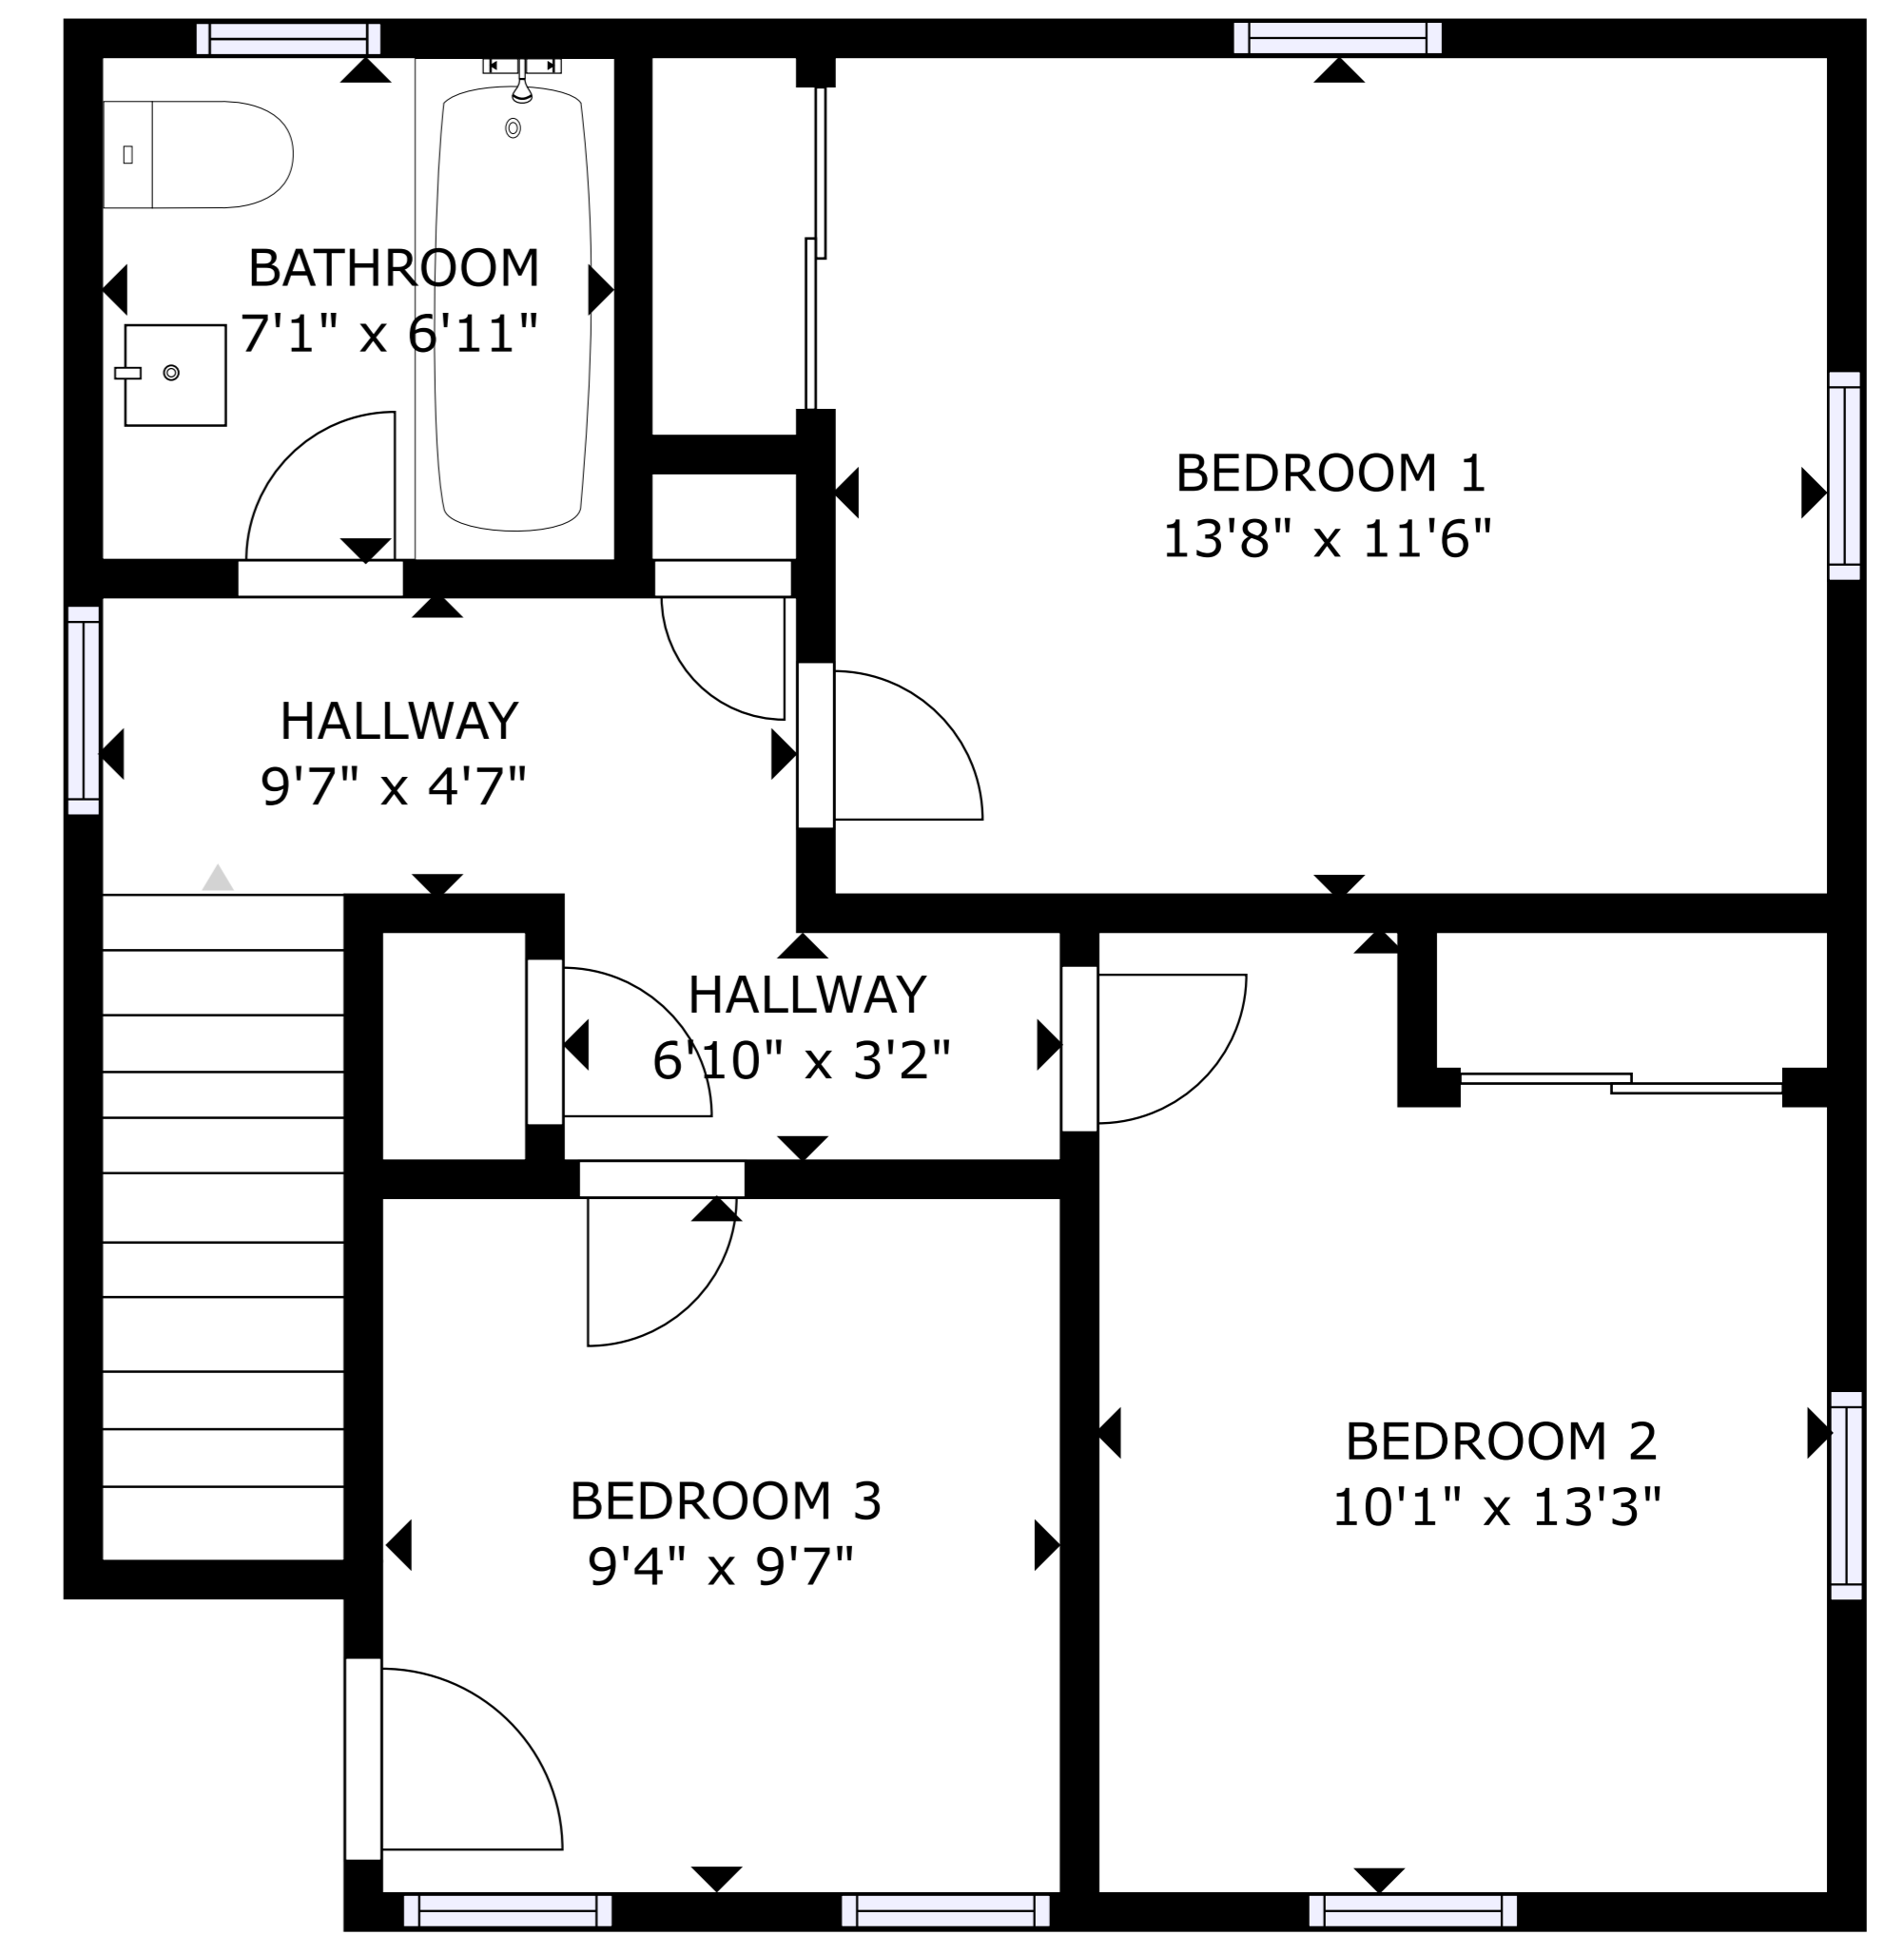 BATHROOM
7'1" x 6'11"
BEDROOM 1
13'8" x 11'6"
HALLWAY
9'7" x 4'7"
HALLWAY
6'10" x 3'2"
BEDROOM 2
10'1" x 13'3"
BEDROOM 3
9'4" x 9'7"